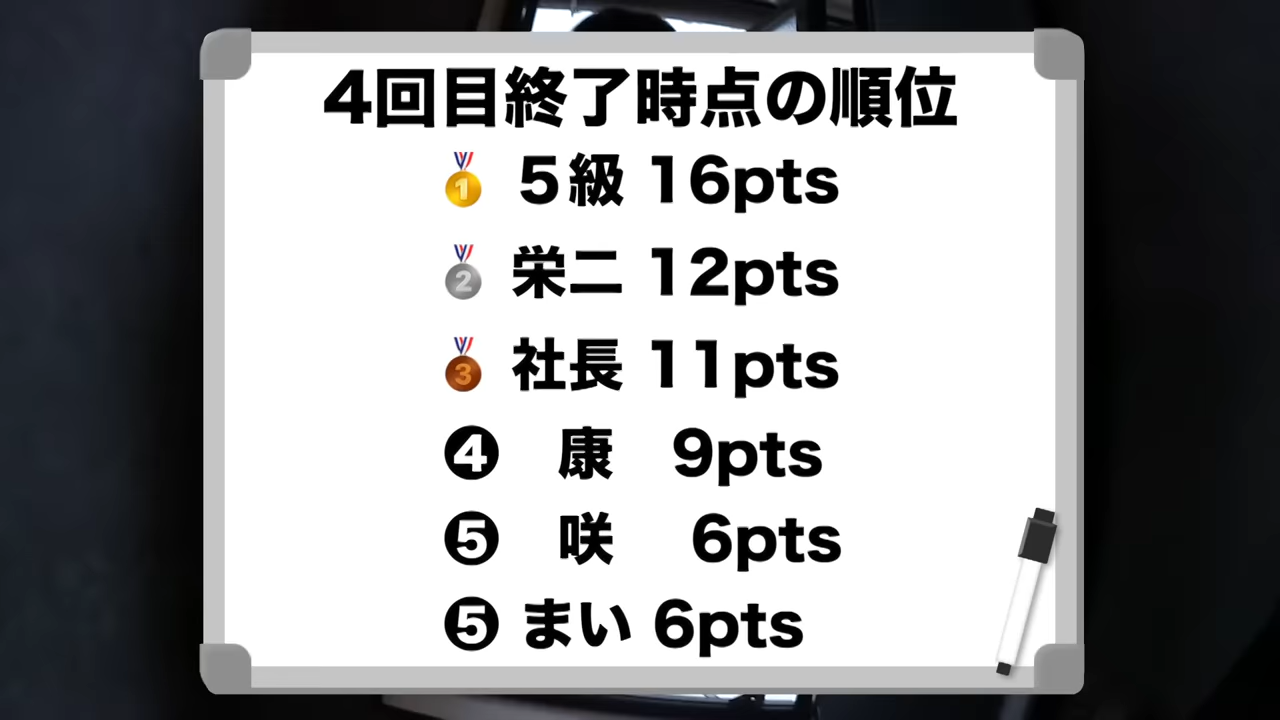 4回目終了時点の順位
🥇 5級 16pts
🥈 栄二 12pts
🥉 社長 11pts
❹ 康 9pts
❺ 咲 6pts
❺ まい 6pts